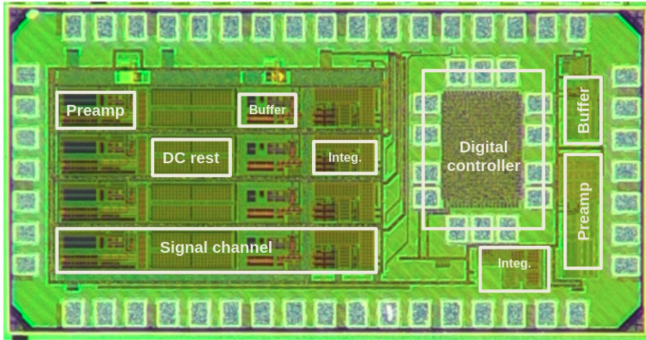 Preamp
Buffer
DC rest
Integ.
Signal channel
Digital
controller
Buffer
Preamp
Integ.